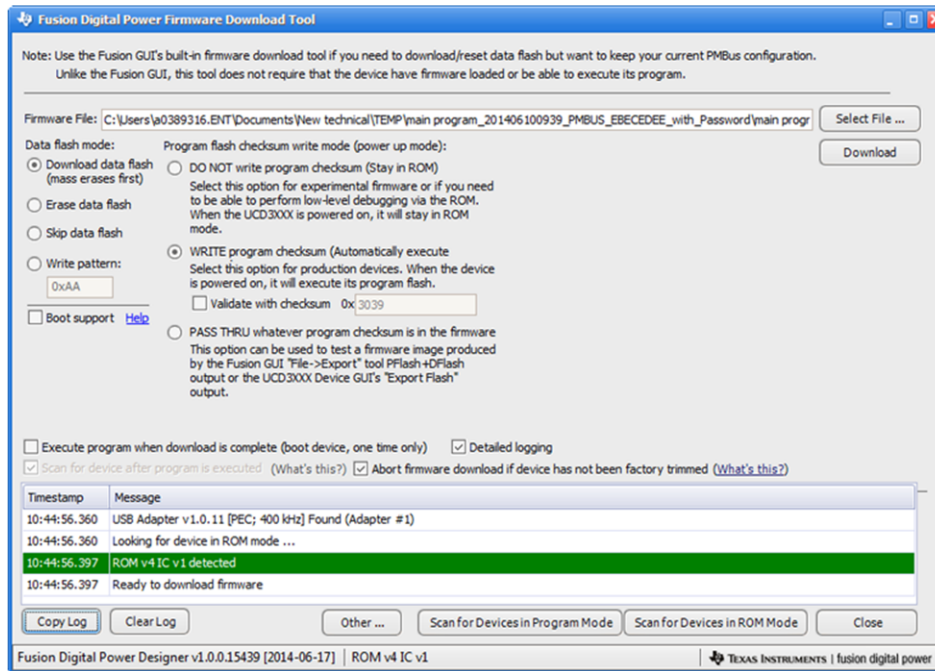 Fusion Digital Power Firmware Download Tool
Note: Use the Fusion GUI's built-in firmware download tool if you need to download/reset data flash but want to keep your current PMBus configuration.
Unlike the Fusion GUI, this tool does not require that the device have firmware loaded or be able to execute its program.
Firmware File: C:\Users\a0389316.ENT\Documents\New technical\TEMP\main program_201406100939_PMBUS_EBECEDEE_with_Password\main progr Select File ...
Download
Data flash mode:
Download data flash
(mass erases first)
Erase data flash
Skip data flash
Write pattern:
0xAA
Boot support Help
Program flash checksum write mode (power up mode):
DO NOT write program checksum (Stay in ROM)
Select this option for experimental firmware or if you need
to be able to perform low-level debugging via the ROM.
When the UCD3XXX is powered on, it will stay in ROM
mode.
WRITE program checksum (Automatically execute
Select this option for production devices. When the device
is powered on, it will execute its program flash.
Validate with checksum 0x 3039
PASS THRU whatever program checksum is in the firmware
This option can be used to test a firmware image produced
by the Fusion GUI "File->Export" tool PFlash+DFlash
output or the UCD3XXX Device GUI's "Export Flash"
output.
Execute program when download is complete (boot device, one time only) Detailed logging
Scan for device after program is executed (What's this?) Abort firmware download if device has not been factory trimmed (What's this?)
Timestamp Message
10:44:56.360 USB Adapter v1.0.11 [PEC; 400 kHz] Found (Adapter #1)
10:44:56.360 Looking for device in ROM mode ...
10:44:56.397 ROM v4 IC v1 detected
10:44:56.397 Ready to download firmware
Copy Log Clear Log Other ... Scan for Devices in Program Mode Scan for Devices in ROM Mode Close
Fusion Digital Power Designer v1.0.0.15439 [2014-06-17] ROM v4 IC v1 TEXAS INSTRUMENTS | fusion digital power